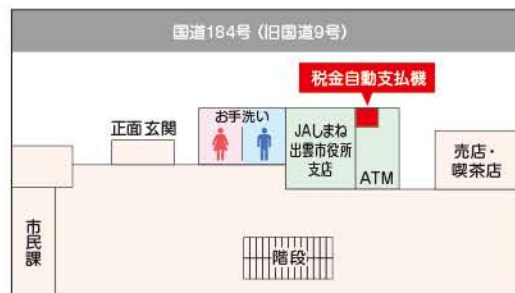 国道184号（旧国道9号）
税金自動支払機
お手洗い
正面玄関
JAしまね
出雲市役所
支店
ATM
売店・
喫茶店
市民課
階段